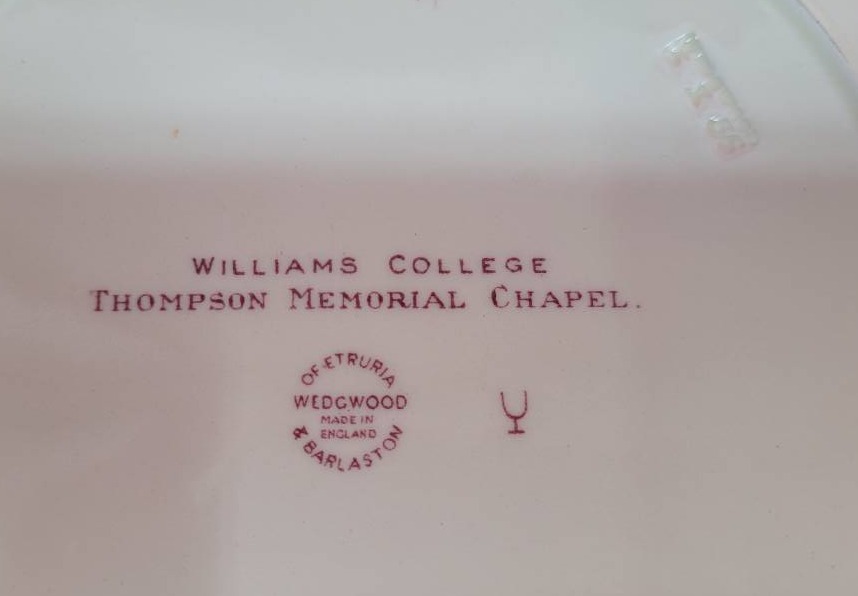 WILLIAMS COLLEGE
THOMPSON MEMORIAL CHAPEL.
OF ETRURIA
WEDGWOOD
MADE IN
ENGLAND
& BARLASTON